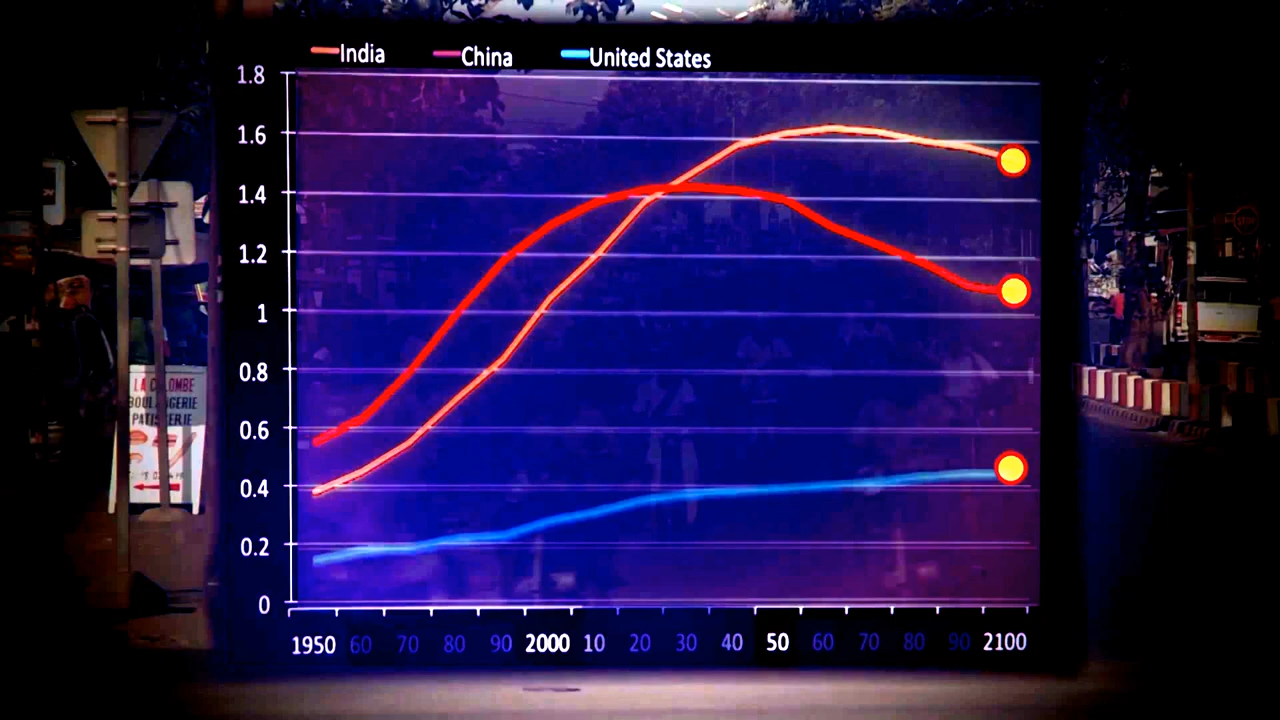 India China United States
1.8
1.6
1.4
1.2
1
0.8
0.6
0.4
0.2
0
1950 60 70 80 90 2000 10 20 30 40 50 60 70 80 90 2100
LA COLOMBE
BOULANGERIE
PATISSERIE
STOP